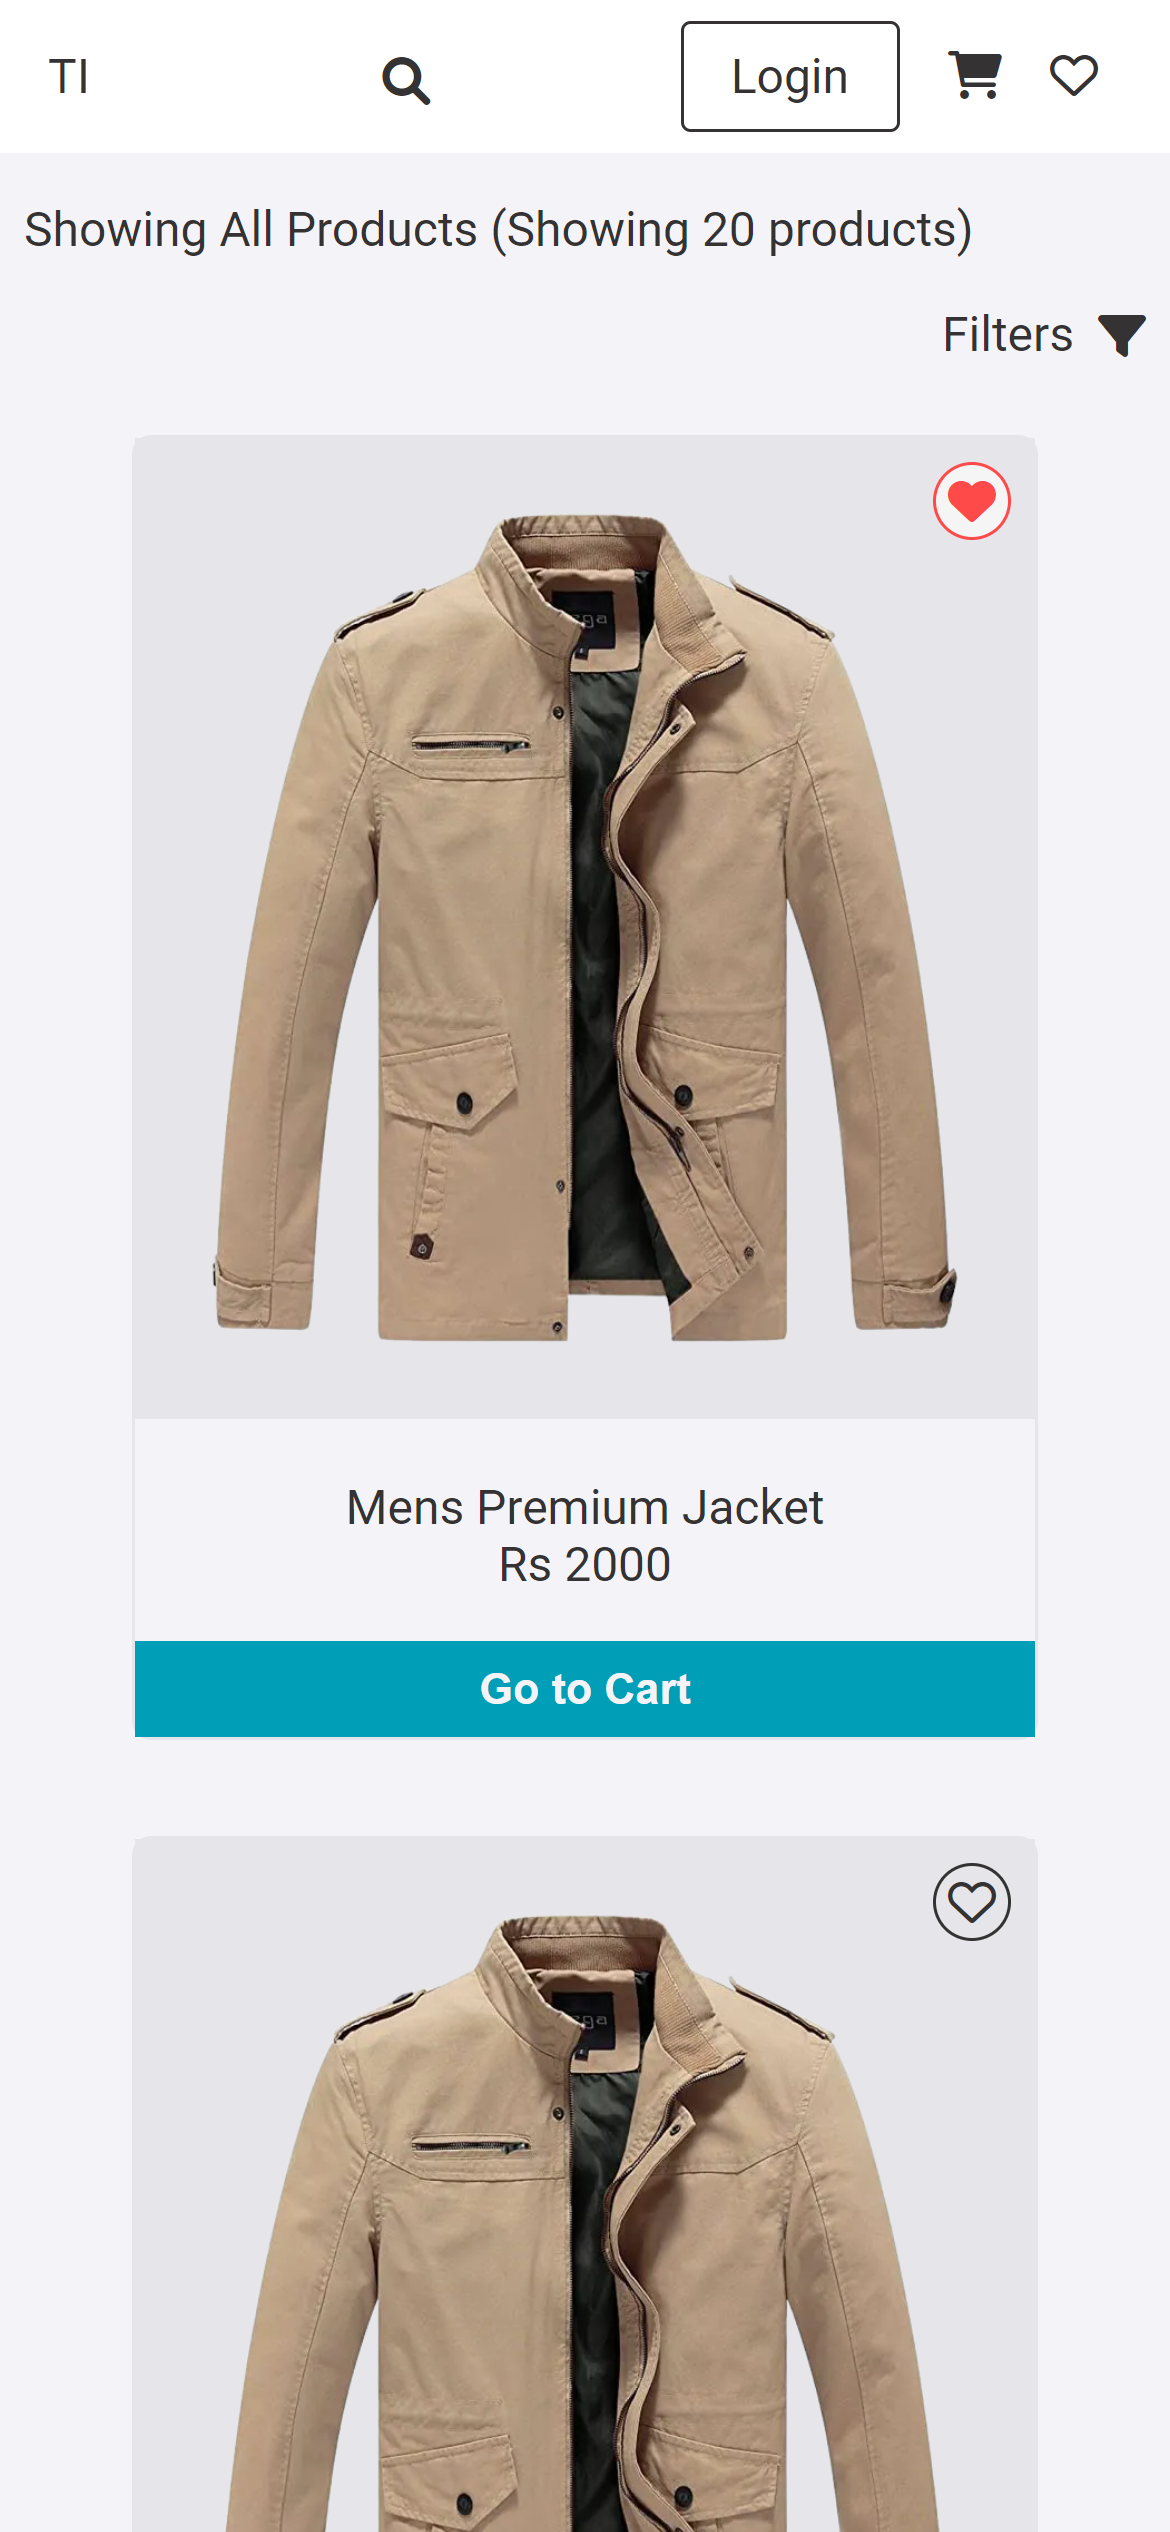 TI
Login
Showing All Products (Showing 20 products)
Filters
Mens Premium Jacket
Rs 2000
Go to Cart